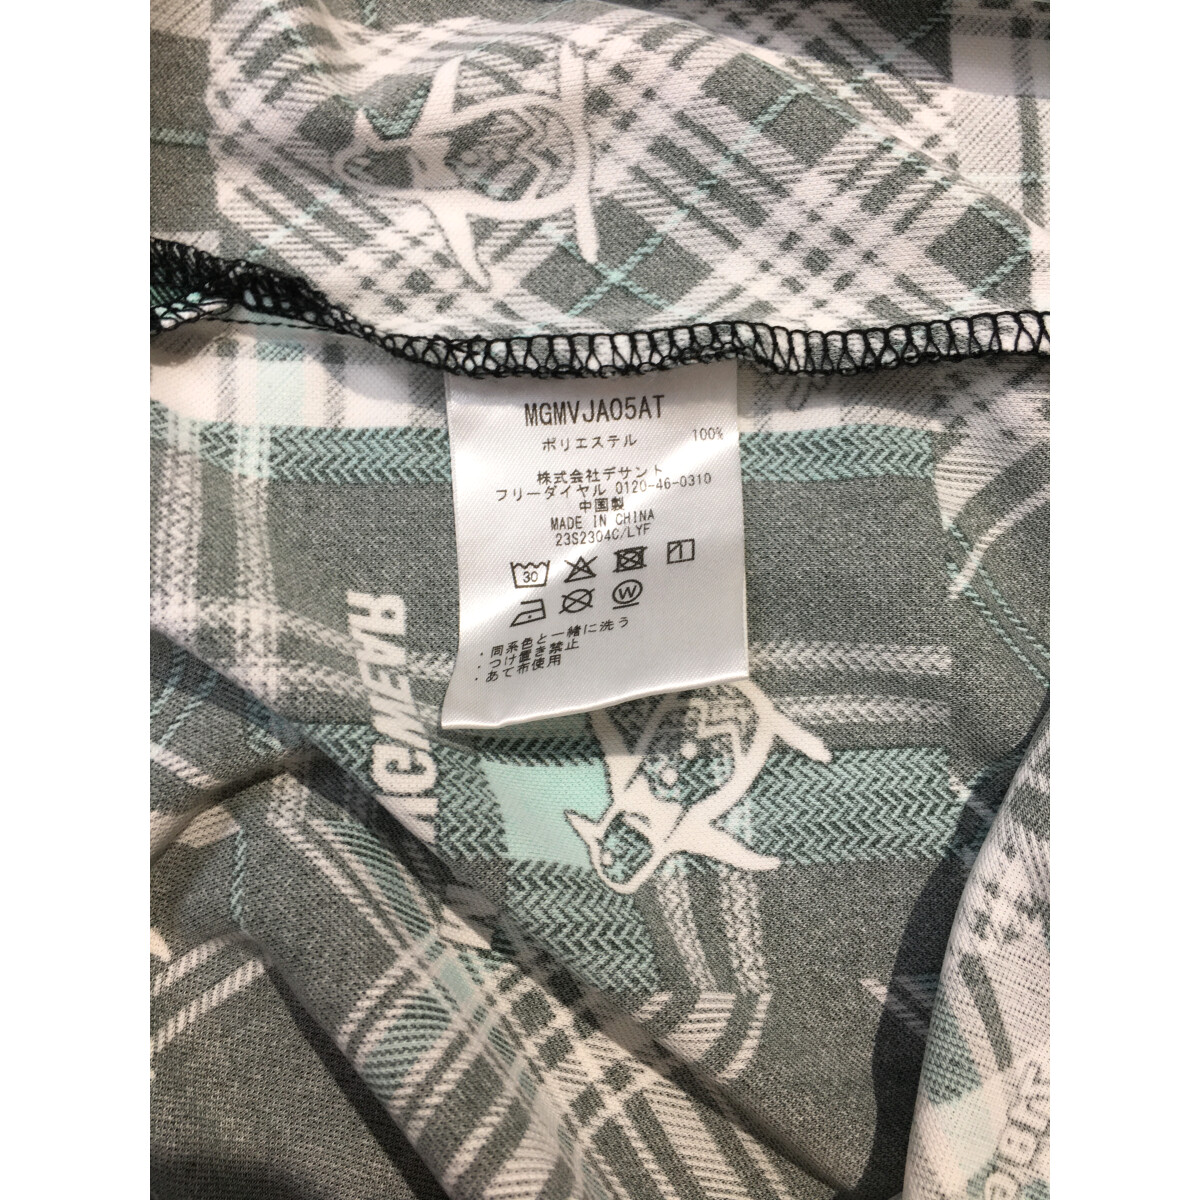 MGMVJA05AT
ポリエステル 100%
株式会社デサント
フリーダイヤル 0120-46-0310
中国製
MADE IN CHINA
23S2304C/LYF
30
1
W
・同系色と一緒に洗う
・つけ置き禁止
・あて布使用